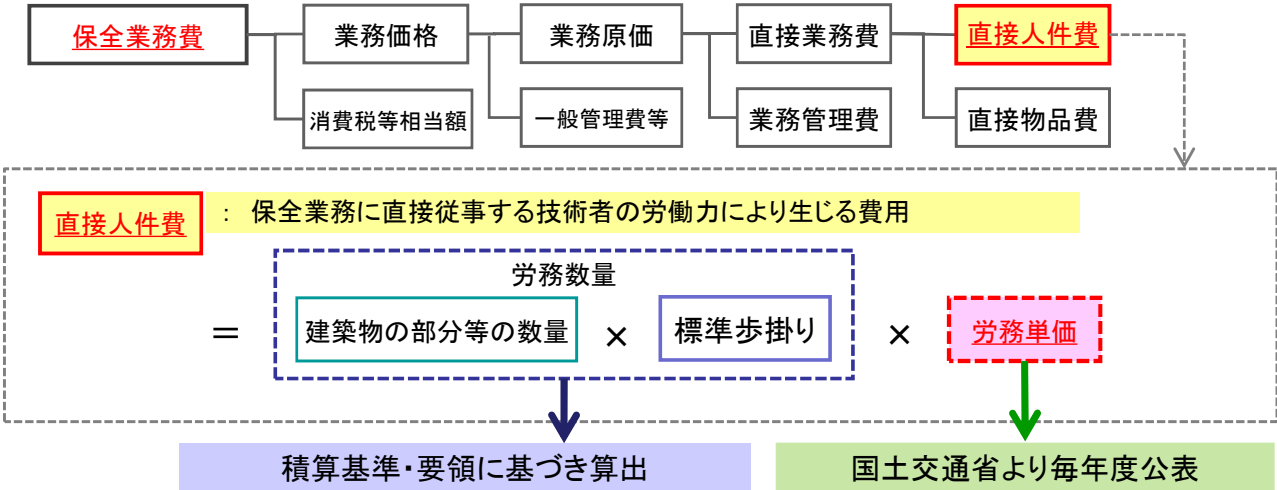 保全業務費
業務価格
業務原価
直接業務費
直接人件費
消費税等相当額
一般管理費等
業務管理費
直接物品費
直接人件費 : 保全業務に直接従事する技術者の労働力により生じる費用
労務数量
= 建築物の部分等の数量 × 標準歩掛り × 労務単価
積算基準・要領に基づき算出
国土交通省より毎年度公表